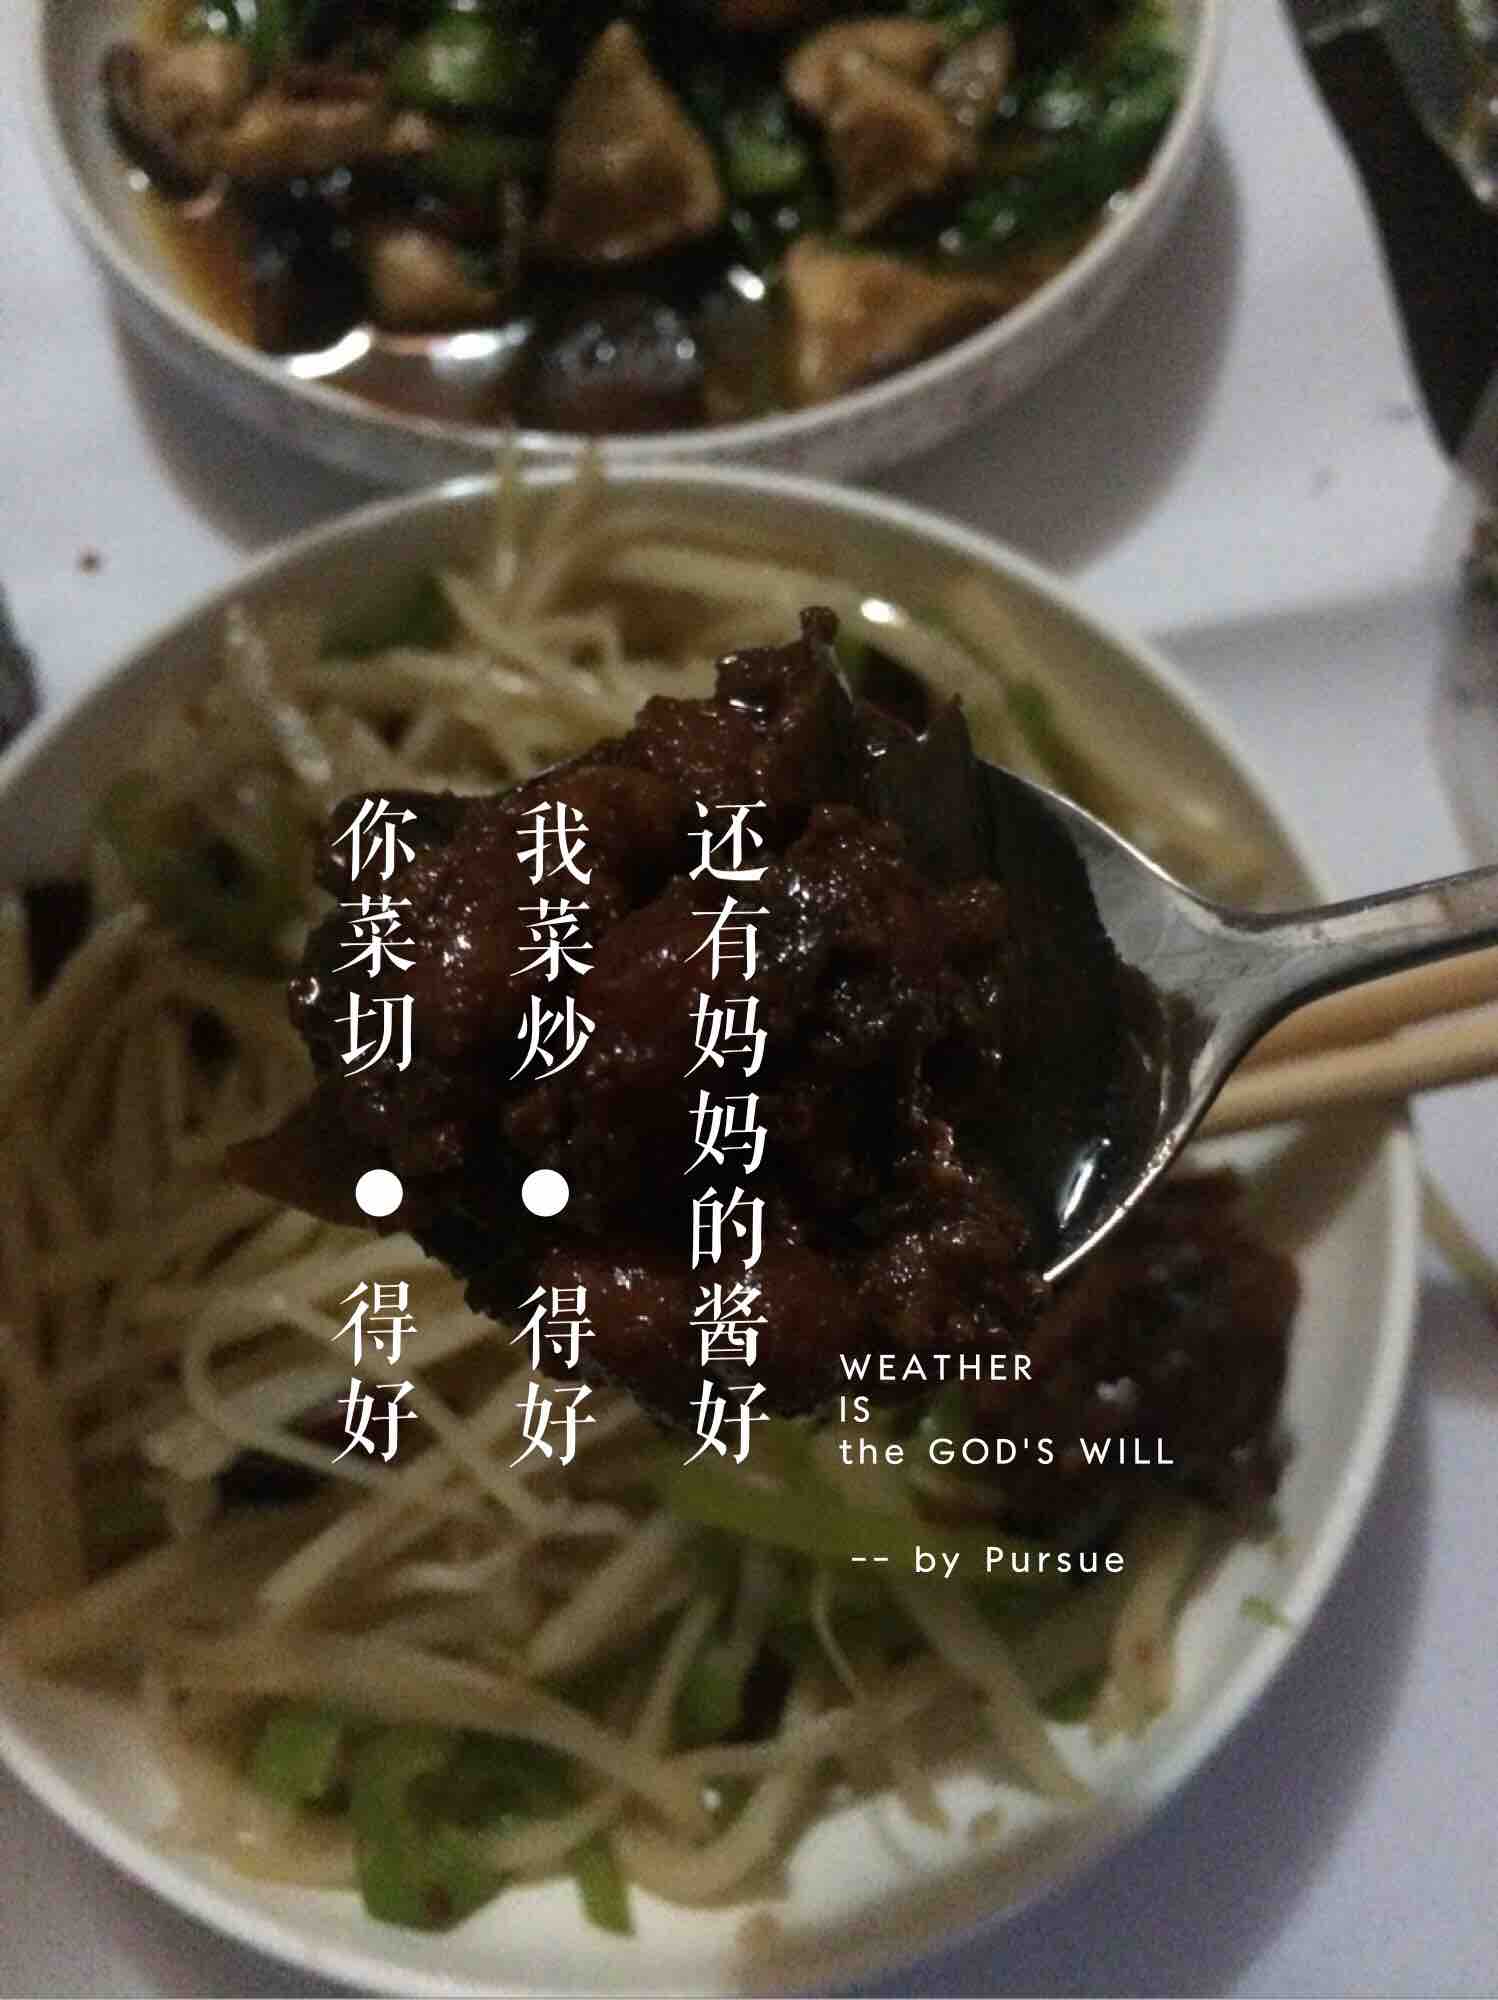 你菜切●得好
我菜炒●得好
还有妈妈的酱好
WEATHER
IS
the GOD'S WILL
-- by Pursue